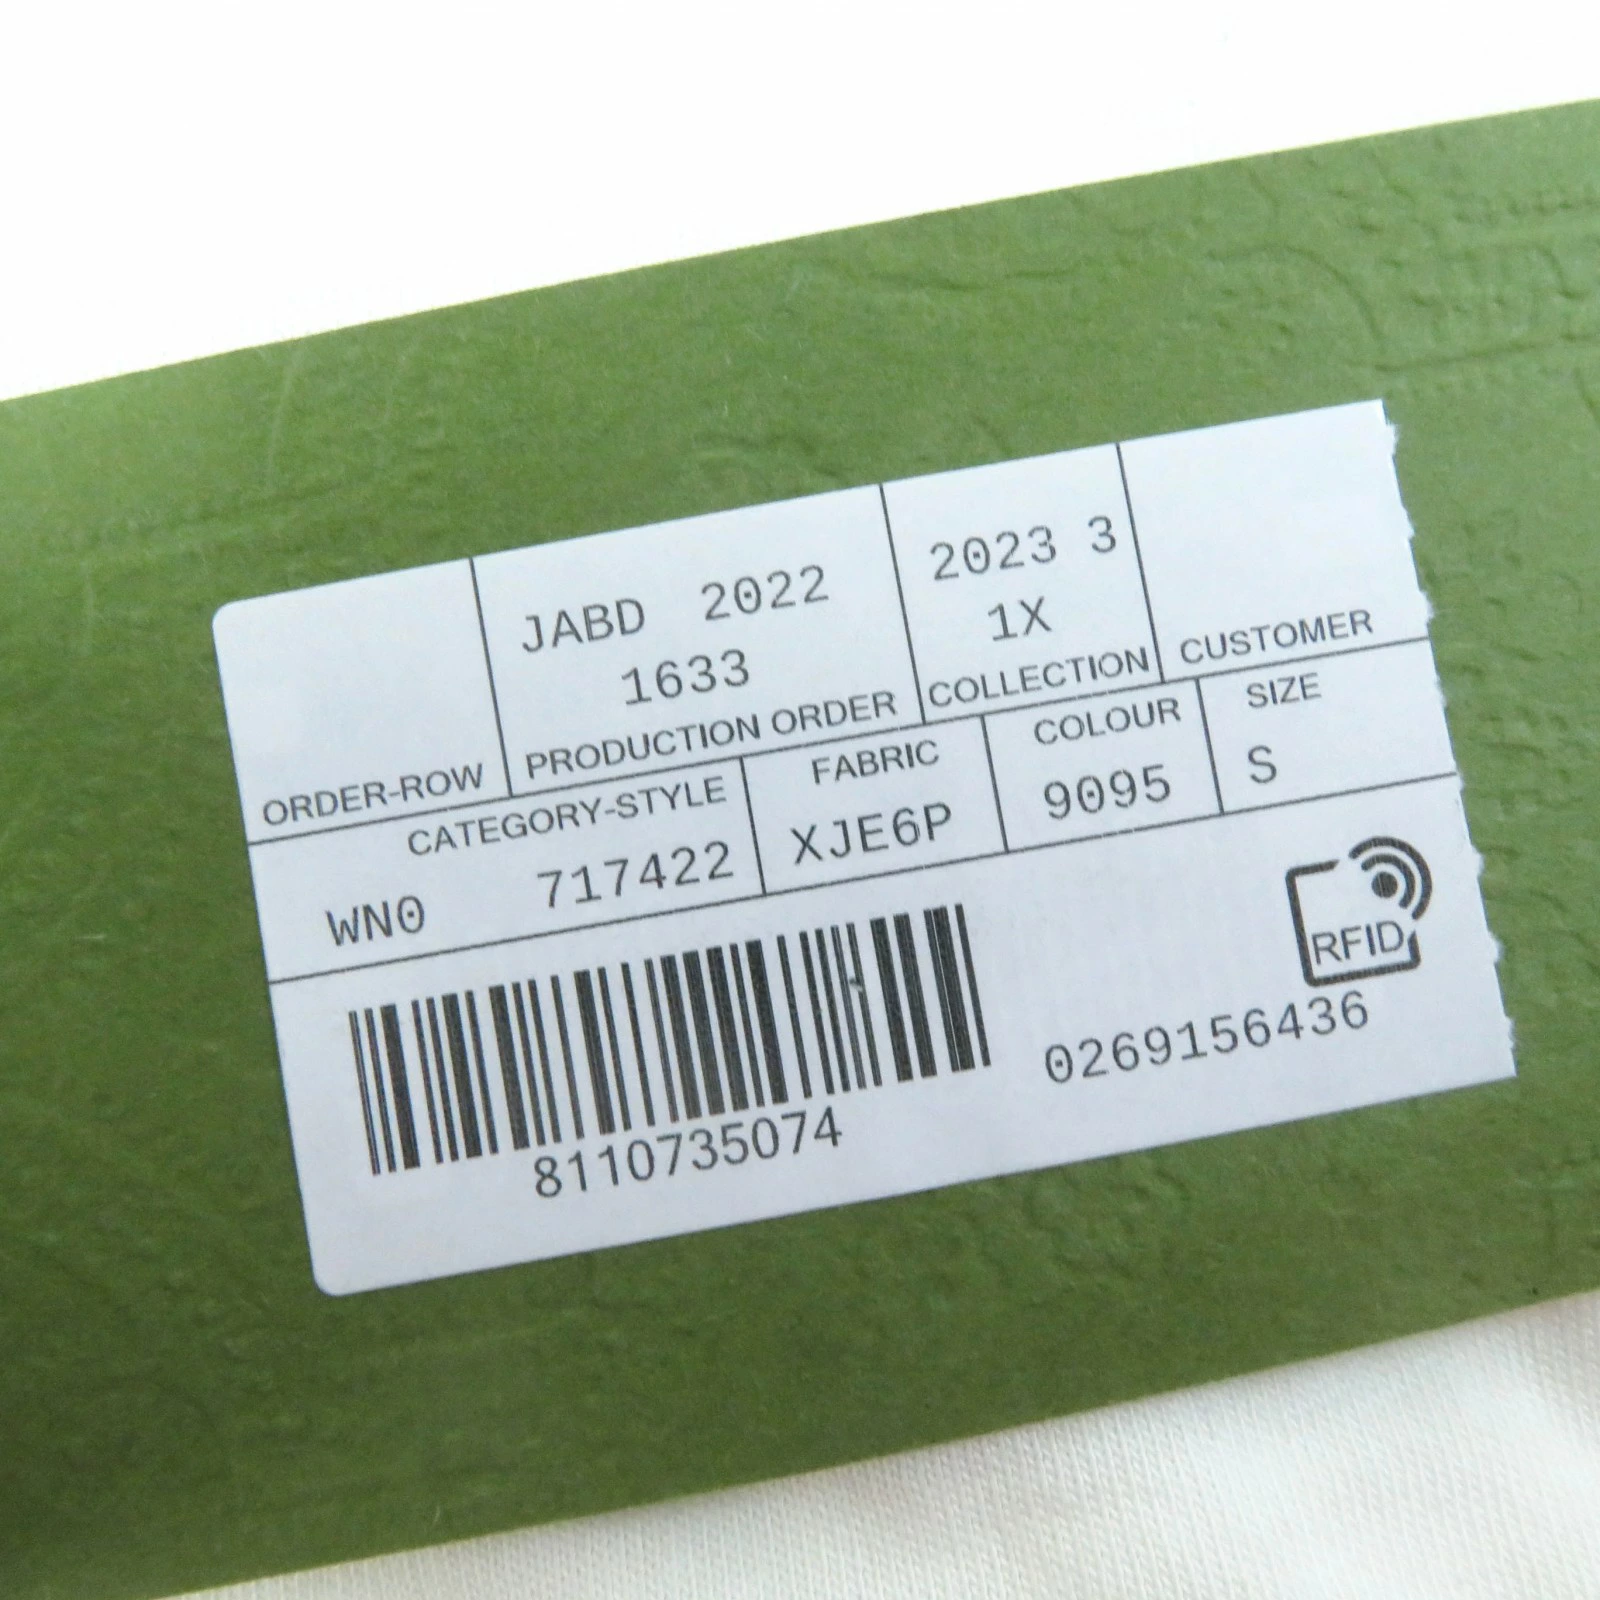 JABD 2022
1633
2023 3
1X
ORDER-ROW
PRODUCTION ORDER
COLLECTION
CUSTOMER
CATEGORY-STYLE
FABRIC
COLOUR
SIZE
WN0 717422
XJE6P
9095
S
RFID
8110735074
0269156436